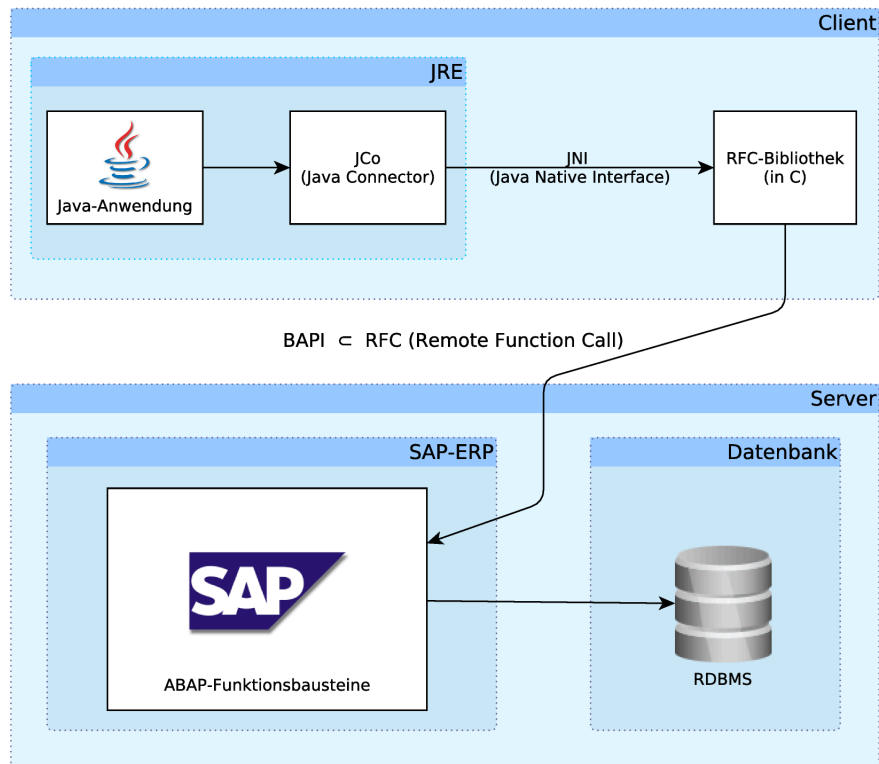 Client
JRE
Java-Anwendung
JCo
(Java Connector)
JNI
(Java Native Interface)
RFC-Bibliothek
(in C)
BAPI ⊂ RFC (Remote Function Call)
Server
SAP-ERP
Datenbank
SAP
ABAP-Funktionsbausteine
RDBMS